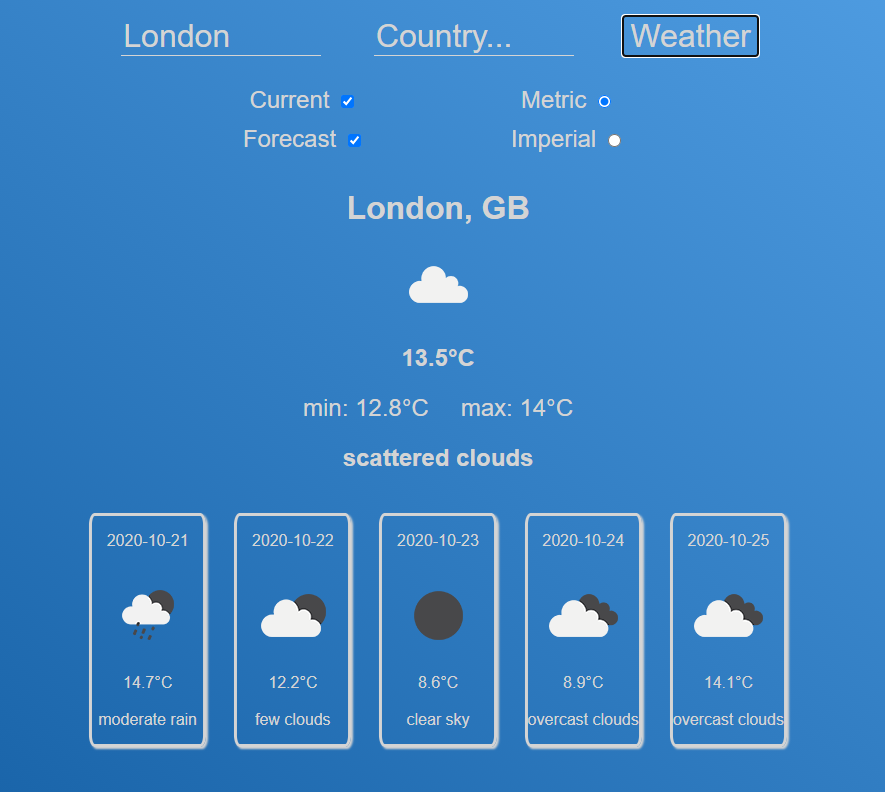 London Country... Weather
Current Metric
Forecast Imperial
London, GB
13.5°C
min: 12.8°C max: 14°C
scattered clouds
2020-10-21 2020-10-22 2020-10-23 2020-10-24 2020-10-25
14.7°C 12.2°C 8.6°C 8.9°C 14.1°C
moderate rain few clouds clear sky overcast clouds overcast clouds